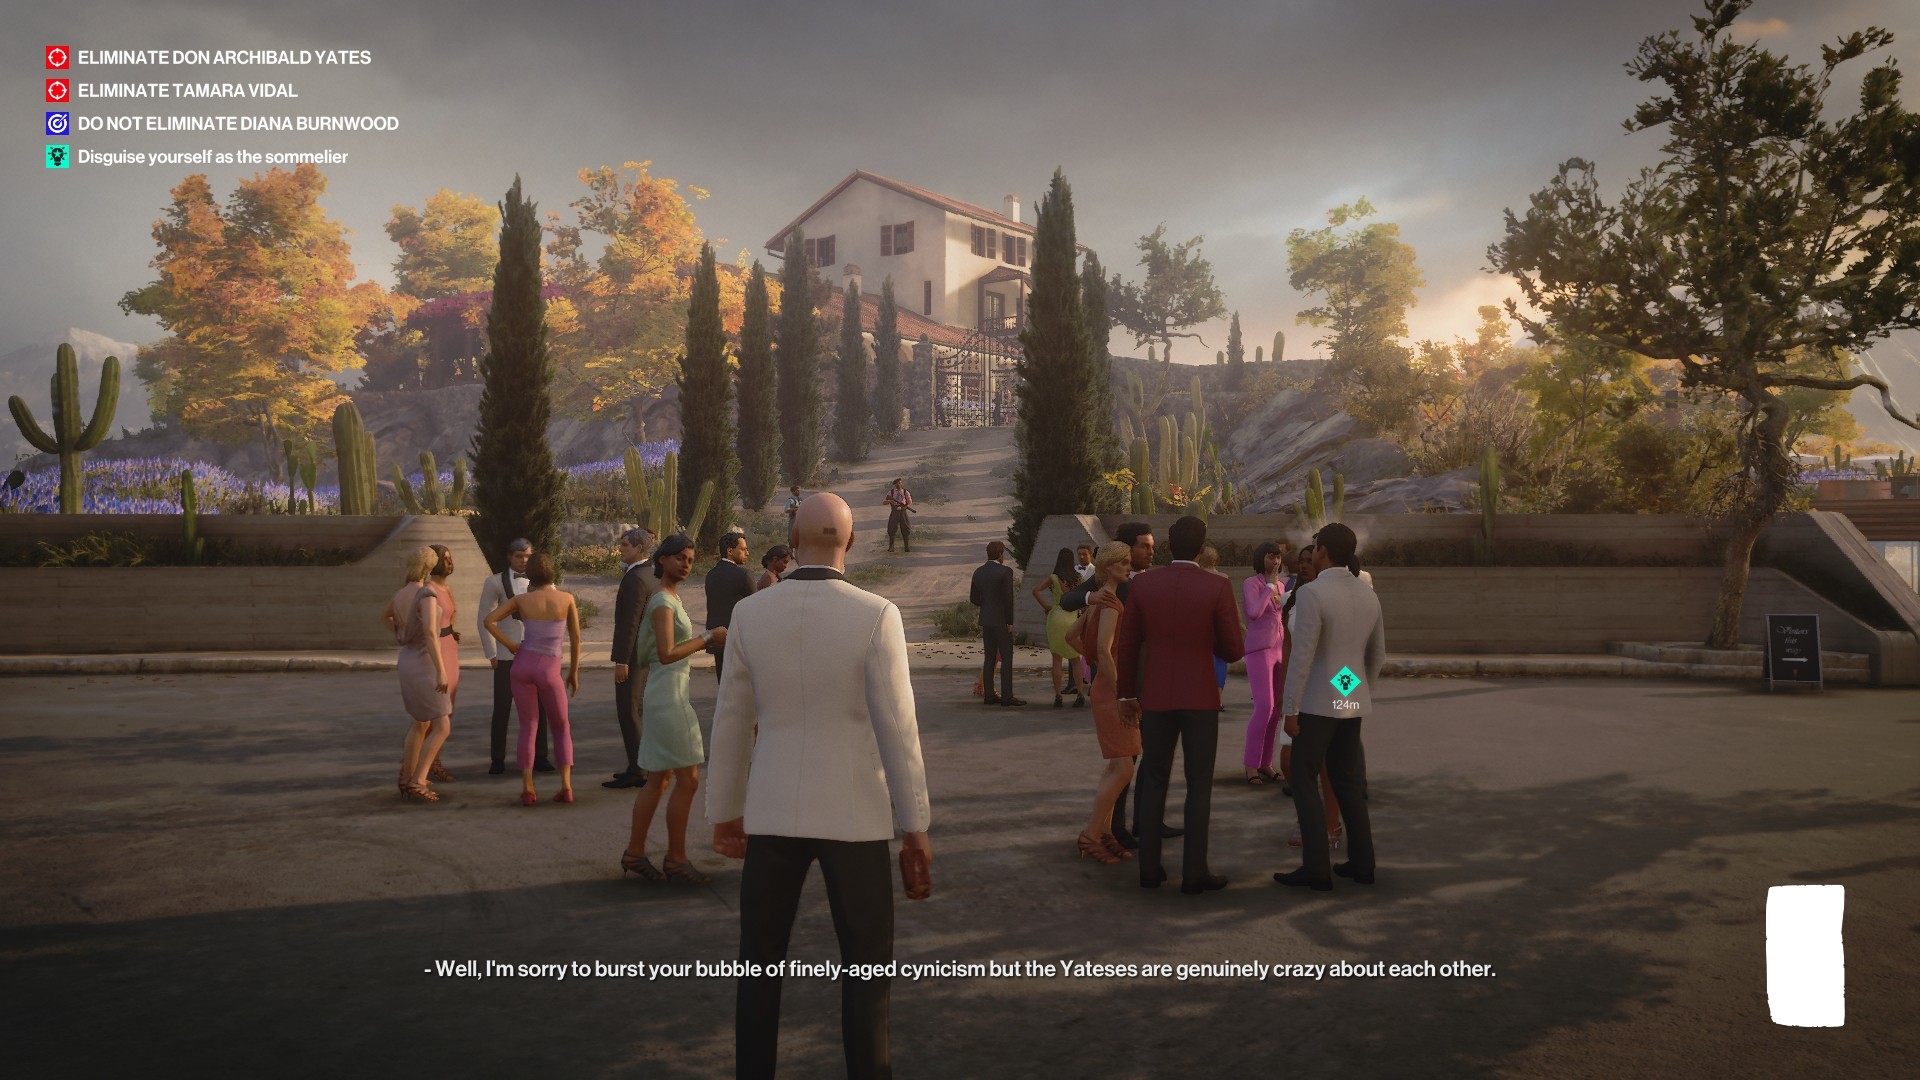 ELIMINATE DON ARCHIBALD YATES
ELIMINATE TAMARA VIDAL
DO NOT ELIMINATE DIANA BURNWOOD
Disguise yourself as the sommelier
124m
- Well, I'm sorry to burst your bubble of finely-aged cynicism but the Yateses are genuinely crazy about each other.